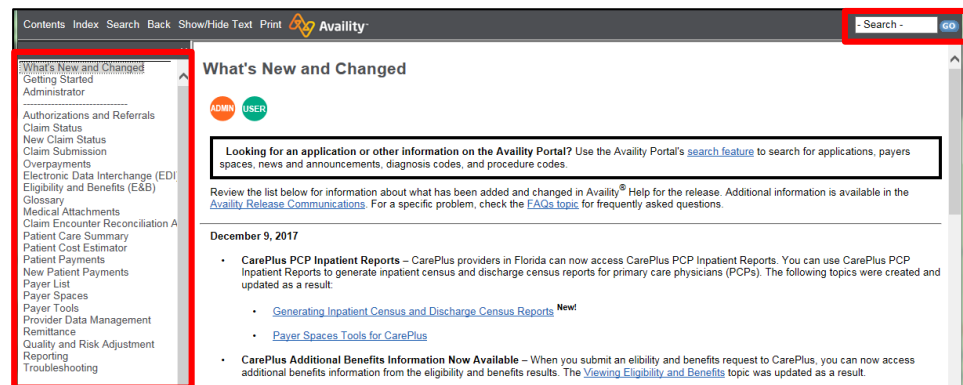 Contents Index Search Back Show/Hide Text Print Availity
- Search - GO
What's New and Changed
Getting Started
Administrator
-----------------------------
Authorizations and Referrals
Claim Status
New Claim Status
Claim Submission
Overpayments
Electronic Data Interchange (EDI)
Eligibility and Benefits (E&B)
Glossary
Medical Attachments
Claim Encounter Reconciliation A
Patient Care Summary
Patient Cost Estimator
Patient Payments
New Patient Payments
Payer List
Payer Spaces
Payer Tools
Provider Data Management
Remittance
Quality and Risk Adjustment
Reporting
Troubleshooting
What's New and Changed
ADMIN USER
Looking for an application or other information on the Availity Portal? Use the Availity Portal's search feature to search for applications, payers
spaces, news and announcements, diagnosis codes, and procedure codes.
Review the list below for information about what has been added and changed in Availity® Help for the release. Additional information is available in the
Availity Release Communications. For a specific problem, check the FAQs topic for frequently asked questions.
December 9, 2017
• CarePlus PCP Inpatient Reports – CarePlus providers in Florida can now access CarePlus PCP Inpatient Reports. You can use CarePlus PCP
Inpatient Reports to generate inpatient census and discharge census reports for primary care physicians (PCPs). The following topics were created and
updated as a result:
• Generating Inpatient Census and Discharge Census Reports New!
• Payer Spaces Tools for CarePlus
• CarePlus Additional Benefits Information Now Available – When you submit an elibility and benefits request to CarePlus, you can now access
additional benefits information from the eligibility and benefits results. The Viewing Eligibility and Benefits topic was updated as a result.